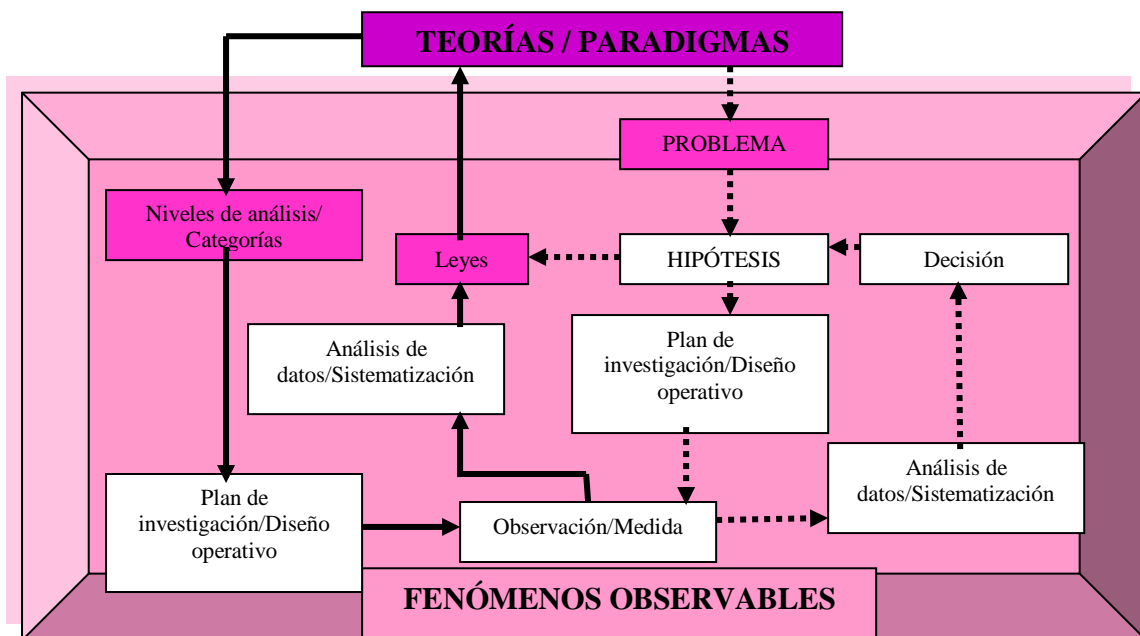 TEORÍAS / PARADIGMAS
PROBLEMA
Niveles de análisis/
Categorías
Leyes
HIPÓTESIS
Decisión
Análisis de
datos/Sistematización
Plan de
investigación/Diseño
operativo
Análisis de
datos/Sistematización
Plan de
investigación/Diseño
operativo
Observación/Medida
FENÓMENOS OBSERVABLES